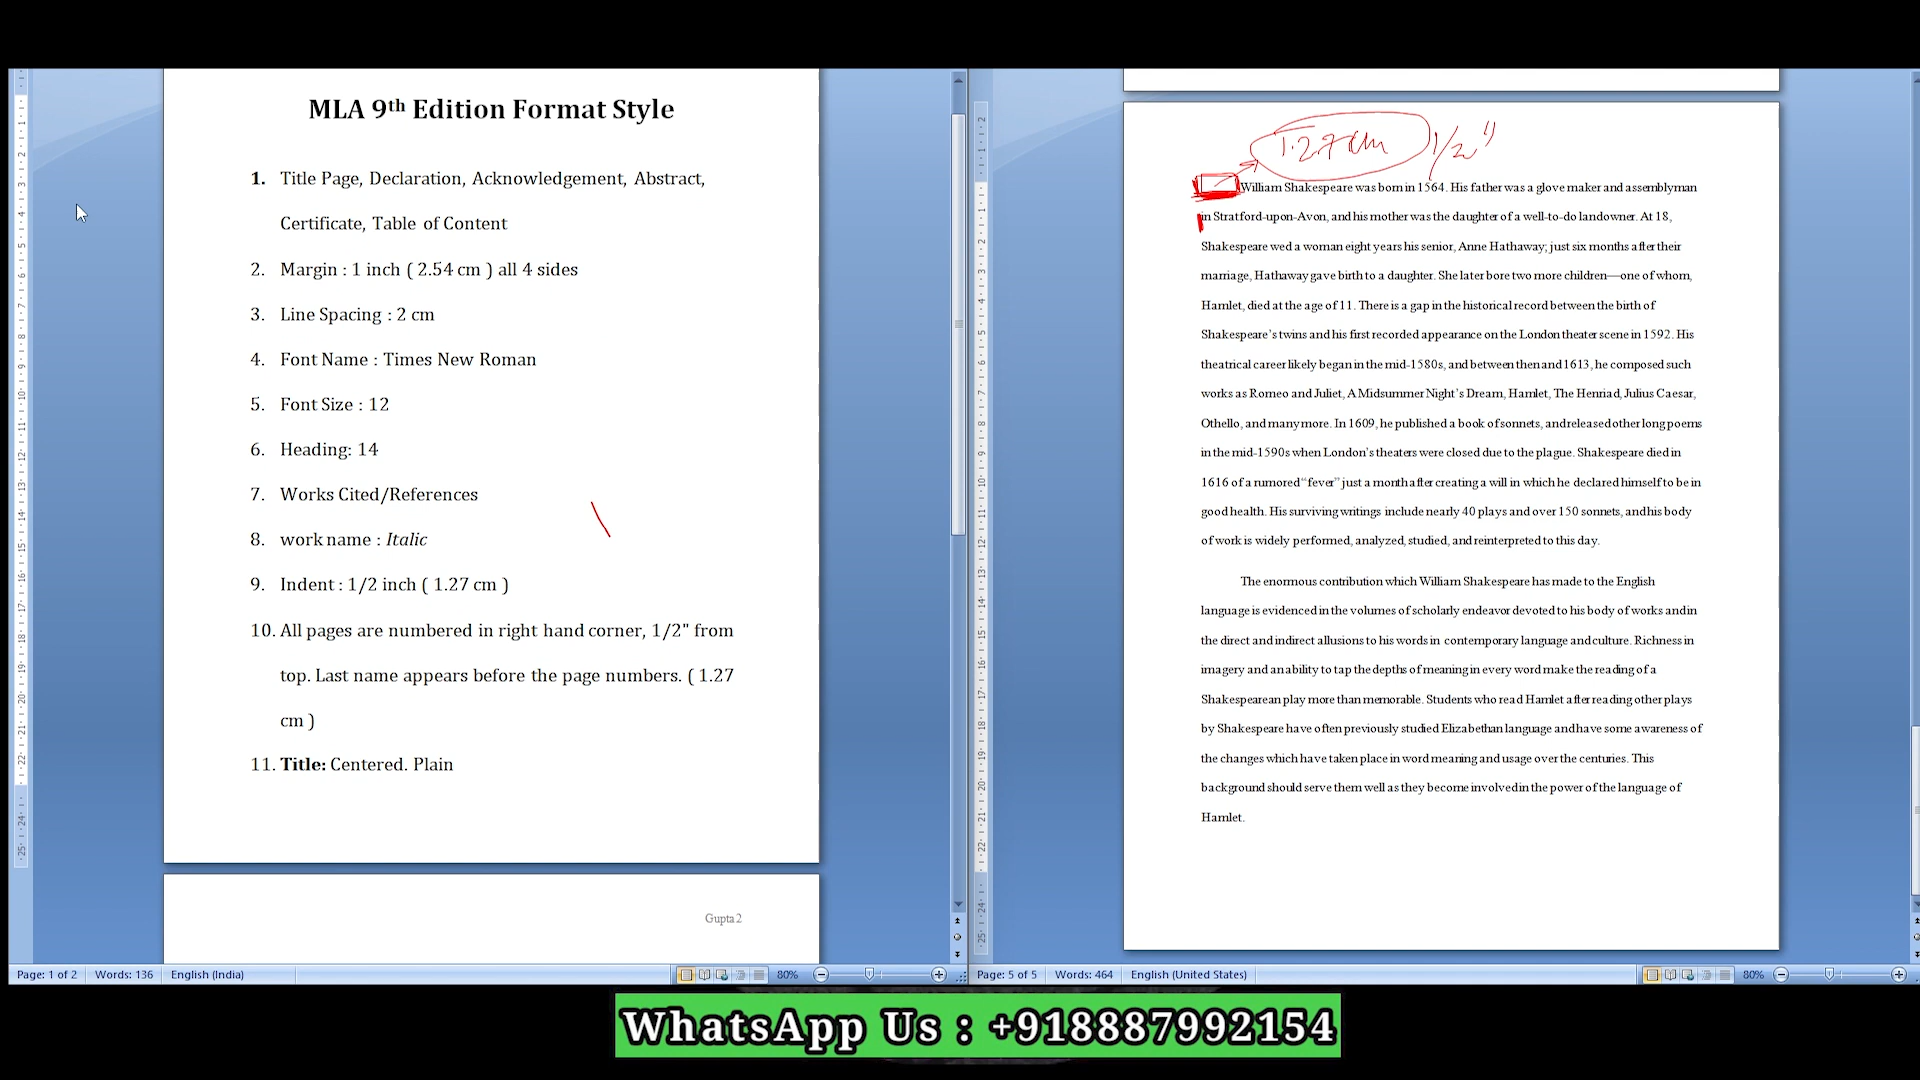 MLA 9th Edition Format Style
1. Title Page, Declaration, Acknowledgement, Abstract,
Certificate, Table of Content
2. Margin : 1 inch ( 2.54 cm ) all 4 sides
3. Line Spacing : 2 cm
4. Font Name : Times New Roman
5. Font Size : 12
6. Heading: 14
7. Works Cited/References
8. work name : Italic
9. Indent : 1/2 inch ( 1.27 cm )
10. All pages are numbered in right hand corner, 1/2" from
top. Last name appears before the page numbers. ( 1.27
cm )
11. Title: Centered. Plain
Gupta 2
Page: 1 of 2 Words: 136 English (India) 80%
1.27 cm 1/2"
William Shakespeare was born in 1564. His father was a glove maker and assemblyman
in Stratford-upon-Avon, and his mother was the daughter of a well-to-do landowner. At 18,
Shakespeare wed a woman eight years his senior, Anne Hathaway; just six months after their
marriage, Hathaway gave birth to a daughter. She later bore two more children—one of whom,
Hamlet, died at the age of 11. There is a gap in the historical record between the birth of
Shakespeare's twins and his first recorded appearance on the London theater scene in 1592. His
theatrical career likely began in the mid-1580s, and between then and 1613, he composed such
works as Romeo and Juliet, A Midsummer Night's Dream, Hamlet, The Henriad, Julius Caesar,
Othello, and many more. In 1609, he published a book of sonnets, and released other long poems
in the mid-1590s when London's theaters were closed due to the plague. Shakespeare died in
1616 of a rumored "fever" just a month after creating a will in which he declared himself to be in
good health. His surviving writings include nearly 40 plays and over 150 sonnets, and his body
of work is widely performed, analyzed, studied, and reinterpreted to this day.
The enormous contribution which William Shakespeare has made to the English
language is evidenced in the volumes of scholarly endeavor devoted to his body of works and in
the direct and indirect allusions to his words in contemporary language and culture. Richness in
imagery and an ability to tap the depths of meaning in every word make the reading of a
Shakespearean play more than memorable. Students who read Hamlet after reading other plays
by Shakespeare have often previously studied Elizabethan language and have some awareness of
the changes which have taken place in word meaning and usage over the centuries. This
background should serve them well as they become involved in the power of the language of
Hamlet.
Page: 5 of 5 Words: 464 English (United States) 80%
WhatsApp Us : +918887992154